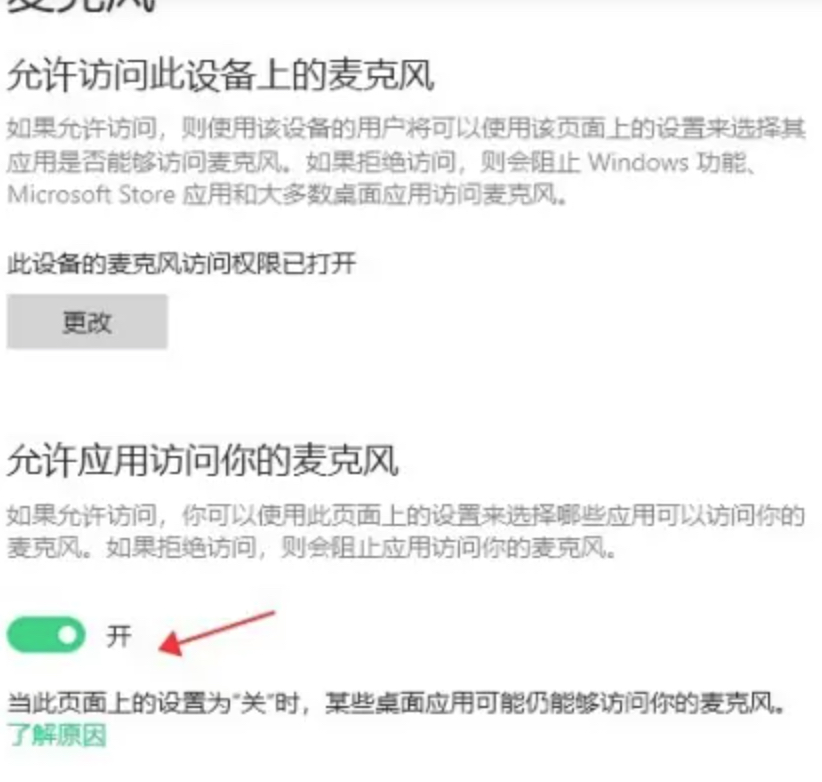 麦克风
允许访问此设备上的麦克风
如果允许访问，则使用该设备的用户将可以使用该页面上的设置来选择其
应用是否能够访问麦克风。如果拒绝访问，则会阻止 Windows 功能、
Microsoft Store 应用和大多数桌面应用访问麦克风。
此设备的麦克风访问权限已打开
更改
允许应用访问你的麦克风
如果允许访问，你可以使用此页面上的设置来选择哪些应用可以访问你的
麦克风。如果拒绝访问，则会阻止应用访问你的麦克风。
开
当此页面上的设置为"关"时，某些桌面应用可能仍能够访问你的麦克风。
了解原因